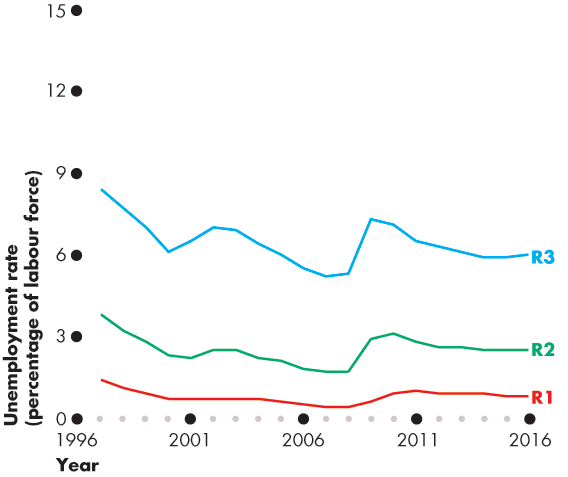 15
12
9
6
3
0
Unemployment rate
(percentage of labour force)
R3
R2
R1
1996 2001 2006 2011 2016
Year